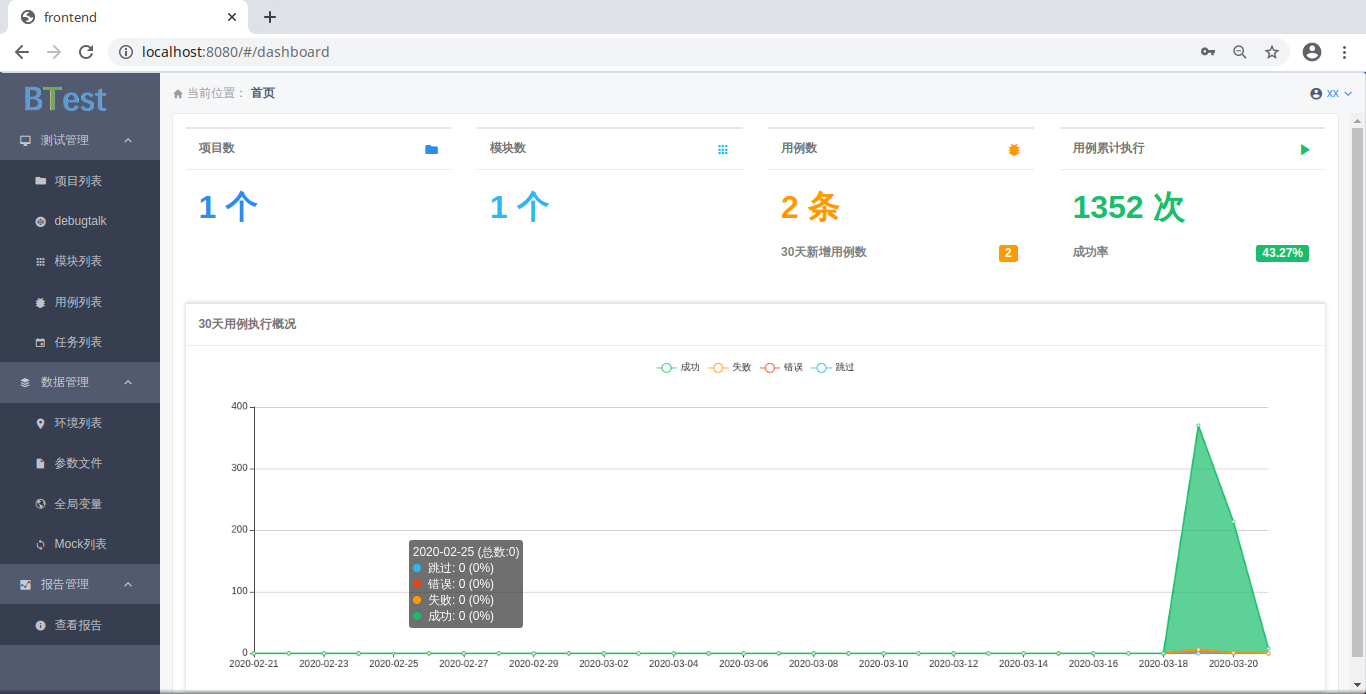 frontend
localhost:8080/#/dashboard
BTest
当前位置： 首页
xx
测试管理
项目列表
debugtalk
模块列表
用例列表
任务列表
数据管理
环境列表
参数文件
全局变量
Mock列表
报告管理
查看报告
项目数
1 个
模块数
1 个
用例数
2 条
30天新增用例数 2
用例累计执行
1352 次
成功率 43.27%
30天用例执行概况
成功 失败 错误 跳过
400
300
200
100
0
2020-02-25 (总数:0)
跳过: 0 (0%)
错误: 0 (0%)
失败: 0 (0%)
成功: 0 (0%)
2020-02-21 2020-02-23 2020-02-25 2020-02-27 2020-02-29 2020-03-02 2020-03-04 2020-03-06 2020-03-08 2020-03-10 2020-03-12 2020-03-14 2020-03-16 2020-03-18 2020-03-20